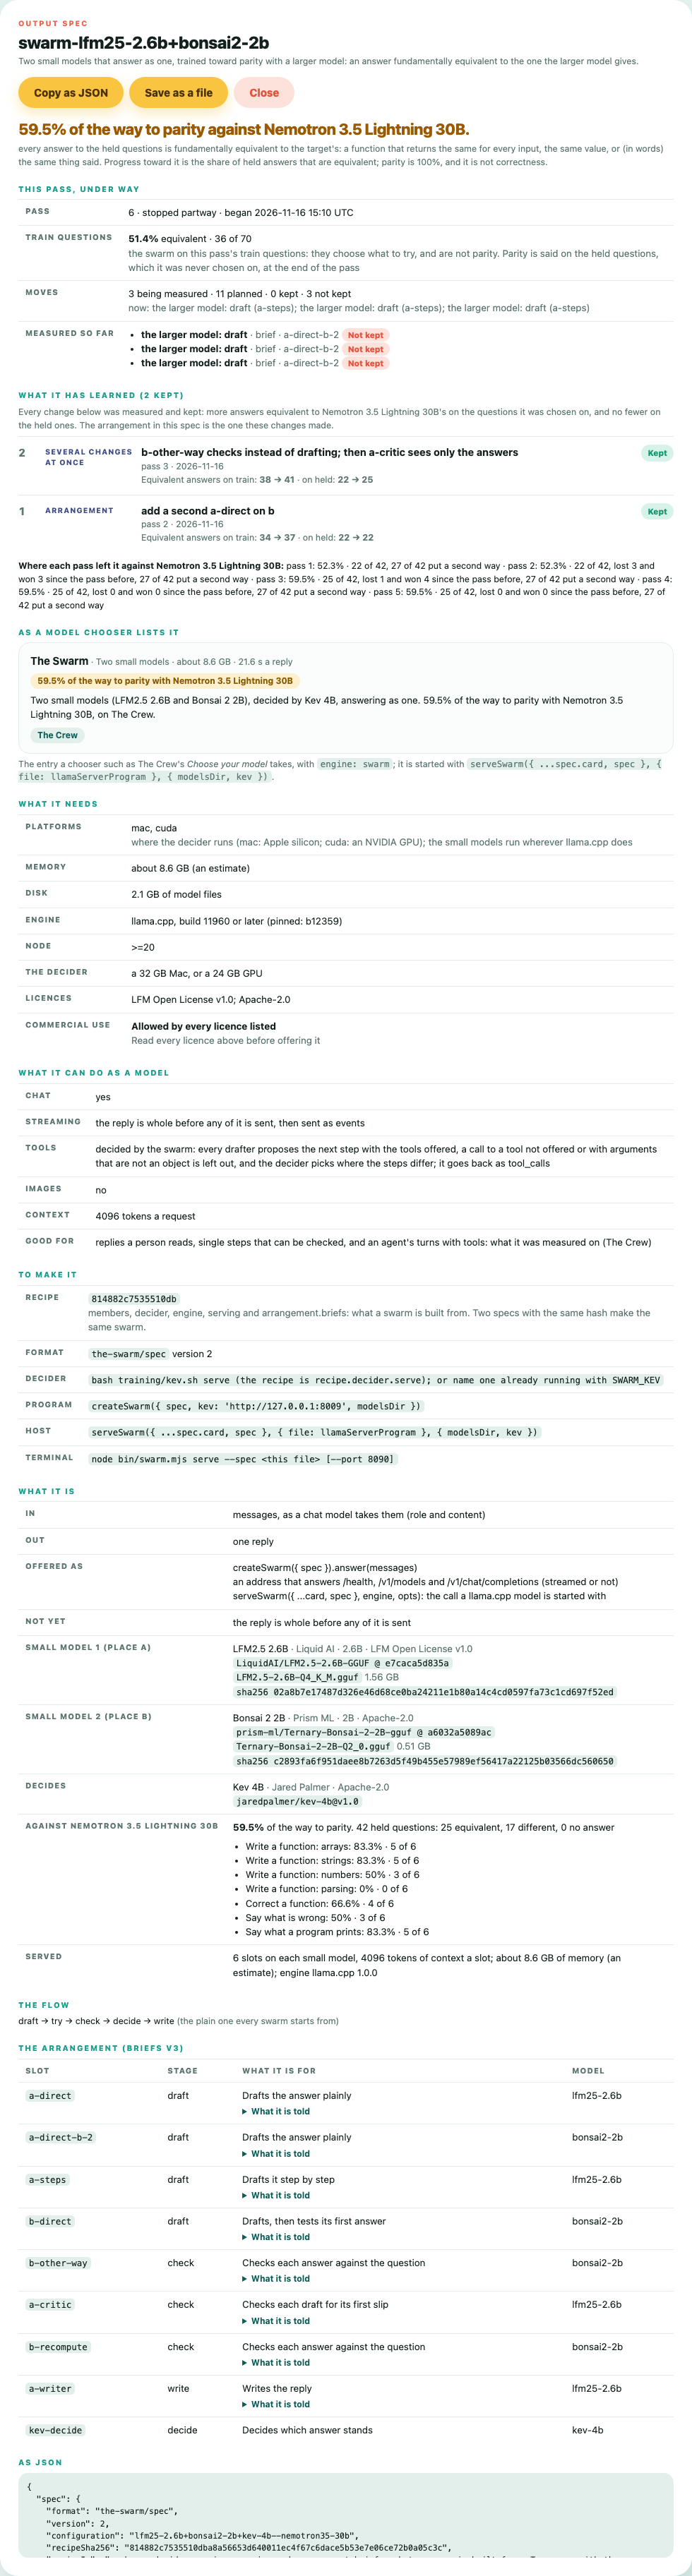 OUTPUT SPEC
swarm-lfm25-2.6b+bonsai2-2b
Two small models that answer as one, trained toward parity with a larger model: an answer fundamentally equivalent to the one the larger model gives.
Copy as JSON
Save as a file
Close
59.5% of the way to parity against Nemotron 3.5 Lightning 30B.
every answer to the held questions is fundamentally equivalent to the target's: a function that returns the same for every input, the same value, or (in words)
the same thing said. Progress toward it is the share of held answers that are equivalent; parity is 100%, and it is not correctness.
THIS PASS, UNDER WAY
PASS
6 · stopped partway · began 2026-11-16 15:10 UTC
TRAIN QUESTIONS
51.4% equivalent · 36 of 70
the swarm on this pass's train questions: they choose what to try, and are not parity. Parity is said on the held questions,
which it was never chosen on, at the end of the pass
MOVES
3 being measured · 11 planned · 0 kept · 3 not kept
now: the larger model: draft (a-steps); the larger model: draft (a-steps); the larger model: draft (a-steps)
MEASURED SO FAR
• the larger model: draft · brief · a-direct-b-2 Not kept
• the larger model: draft · brief · a-direct-b-2 Not kept
• the larger model: draft · brief · a-direct-b-2 Not kept
WHAT IT HAS LEARNED (2 KEPT)
Every change below was measured and kept: more answers equivalent to Nemotron 3.5 Lightning 30B's on the questions it was chosen on, and no fewer on
the held ones. The arrangement in this spec is the one these changes made.
2 SEVERAL CHANGES AT ONCE
b-other-way checks instead of drafting; then a-critic sees only the answers
Kept
pass 3 · 2026-11-16
Equivalent answers on train: 38 → 41 · on held: 22 → 25
1 ARRANGEMENT
add a second a-direct on b
Kept
pass 2 · 2026-11-16
Equivalent answers on train: 34 → 37 · on held: 22 → 22
Where each pass left it against Nemotron 3.5 Lightning 30B: pass 1: 52.3% · 22 of 42, 27 of 42 put a second way · pass 2: 52.3% · 22 of 42, lost 3 and
won 3 since the pass before, 27 of 42 put a second way · pass 3: 59.5% · 25 of 42, lost 1 and won 4 since the pass before, 27 of 42 put a second way · pass 4:
59.5% · 25 of 42, lost 0 and won 0 since the pass before, 27 of 42 put a second way · pass 5: 59.5% · 25 of 42, lost 0 and won 0 since the pass before, 27 of
42 put a second way
AS A MODEL CHOOSER LISTS IT
The Swarm · Two small models · about 8.6 GB · 21.6 s a reply
59.5% of the way to parity with Nemotron 3.5 Lightning 30B
Two small models (LFM2.5 2.6B and Bonsai 2 2B), decided by Kev 4B, answering as one. 59.5% of the way to parity with Nemotron 3.5
Lightning 30B, on The Crew.
The Crew
The entry a chooser such as The Crew's Choose your model takes, with engine: swarm ; it is started with serveSwarm({ ...spec.card, spec }, {
file: llamaServerProgram }, { modelsDir, kev }).
WHAT IT NEEDS
PLATFORMS
mac, cuda
where the decider runs (mac: Apple silicon; cuda: an NVIDIA GPU); the small models run wherever llama.cpp does
MEMORY
about 8.6 GB (an estimate)
DISK
2.1 GB of model files
ENGINE
llama.cpp, build 11960 or later (pinned: b12359)
NODE
>=20
THE DECIDER
a 32 GB Mac, or a 24 GB GPU
LICENCES
LFM Open License v1.0; Apache-2.0
COMMERCIAL USE
Allowed by every licence listed
Read every licence above before offering it
WHAT IT CAN DO AS A MODEL
CHAT
yes
STREAMING
the reply is whole before any of it is sent, then sent as events
TOOLS
decided by the swarm: every drafter proposes the next step with the tools offered, a call to a tool not offered or with arguments
that are not an object is left out, and the decider picks where the steps differ; it goes back as tool_calls
IMAGES
no
CONTEXT
4096 tokens a request
GOOD FOR
replies a person reads, single steps that can be checked, and an agent's turns with tools: what it was measured on (The Crew)
TO MAKE IT
RECIPE
814882c7535510db
members, decider, engine, serving and arrangement.briefs: what a swarm is built from. Two specs with the same hash make the
same swarm.
FORMAT
the-swarm/spec version 2
DECIDER
bash training/kev.sh serve (the recipe is recipe.decider.serve); or name one already running with SWARM_KEV
PROGRAM
createSwarm({ spec, kev: 'http://127.0.0.1:8009', modelsDir })
HOST
serveSwarm({ ...spec.card, spec }, { file: llamaServerProgram }, { modelsDir, kev })
TERMINAL
node bin/swarm.mjs serve --spec <this file> [--port 8090]
WHAT IT IS
IN
messages, as a chat model takes them (role and content)
OUT
one reply
OFFERED AS
createSwarm({ spec }).answer(messages)
an address that answers /health, /v1/models and /v1/chat/completions (streamed or not)
serveSwarm({ ...card, spec }, engine, opts): the call a llama.cpp model is started with
NOT YET
the reply is whole before any of it is sent
SMALL MODEL 1 (PLACE A)
LFM2.5 2.6B · Liquid AI · 2.6B · LFM Open License v1.0
LiquidAI/LFM2.5-2.6B-GGUF @ e7caca5d835a
LFM2.5-2.6B-Q4_K_M.gguf 1.56 GB
sha256 02a8b7e17487d326e46d68ce0ba24211e1b80a14c4cd0597fa73c1cd697f52ed
SMALL MODEL 2 (PLACE B)
Bonsai 2 2B · Prism ML · 2B · Apache-2.0
prism-ml/Ternary-Bonsai-2-2B-gguf @ a6032a5089ac
Ternary-Bonsai-2-2B-Q2_0.gguf 0.51 GB
sha256 c2893fa6f951daee8b7263d5f49b455e57989ef56417a22125b03566dc560650
DECIDES
Kev 4B · Jared Palmer · Apache-2.0
jaredpalmer/kev-4b@v1.0
AGAINST NEMOTRON 3.5 LIGHTNING 30B
59.5% of the way to parity. 42 held questions: 25 equivalent, 17 different, 0 no answer
• Write a function: arrays: 83.3% · 5 of 6
• Write a function: strings: 83.3% · 5 of 6
• Write a function: numbers: 50% · 3 of 6
• Write a function: parsing: 0% · 0 of 6
• Correct a function: 66.6% · 4 of 6
• Say what is wrong: 50% · 3 of 6
• Say what a program prints: 83.3% · 5 of 6
SERVED
6 slots on each small model, 4096 tokens of context a slot; about 8.6 GB of memory (an
estimate); engine llama.cpp 1.0.0
THE FLOW
draft → try → check → decide → write (the plain one every swarm starts from)
THE ARRANGEMENT (BRIEFS V3)
SLOT STAGE WHAT IT IS FOR MODEL
a-direct draft Drafts the answer plainly lfm25-2.6b
▶ What it is told
a-direct-b-2 draft Drafts the answer plainly bonsai2-2b
▶ What it is told
a-steps draft Drafts it step by step lfm25-2.6b
▶ What it is told
b-direct draft Drafts, then tests its first answer bonsai2-2b
▶ What it is told
b-other-way check Checks each answer against the question bonsai2-2b
▶ What it is told
a-critic check Checks each draft for its first slip lfm25-2.6b
▶ What it is told
b-recompute check Checks each answer against the question bonsai2-2b
▶ What it is told
a-writer write Writes the reply lfm25-2.6b
▶ What it is told
kev-decide decide Decides which answer stands kev-4b
AS JSON
{
"spec": {
"format": "the-swarm/spec",
"version": 2,
"configuration": "lfm25-2.6b+bonsai2-2b+kev-4b--nemotron35-30b",
"recipeSha256": "814882c7535510dba8a56653d640011ec4f67c6dace5b53e7e06ce72b0a05c3c",